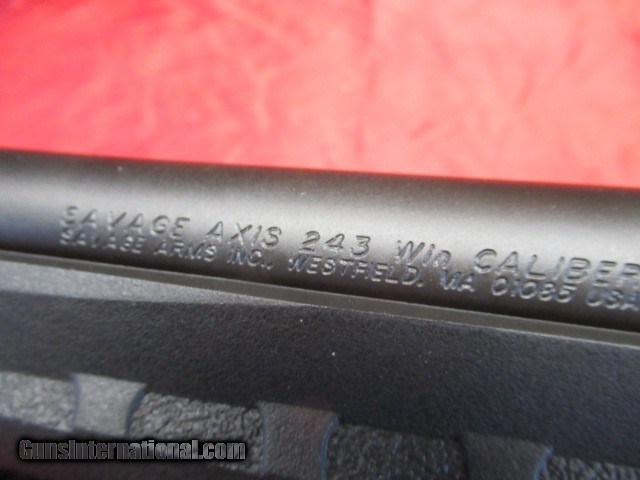 SAVAGE AXIS 243 Win CALIBER
SAVAGE ARMS INC., WESTFIELD, MA 01085 USA
GunsInternational.com